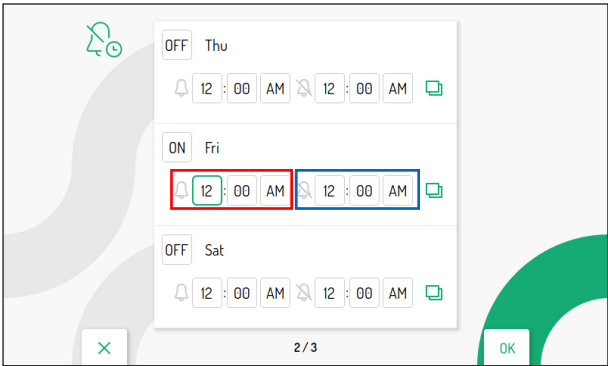 OFF Thu
12 : 00 AM 12 : 00 AM
ON Fri
12 : 00 AM 12 : 00 AM
OFF Sat
12 : 00 AM 12 : 00 AM
2 / 3
OK